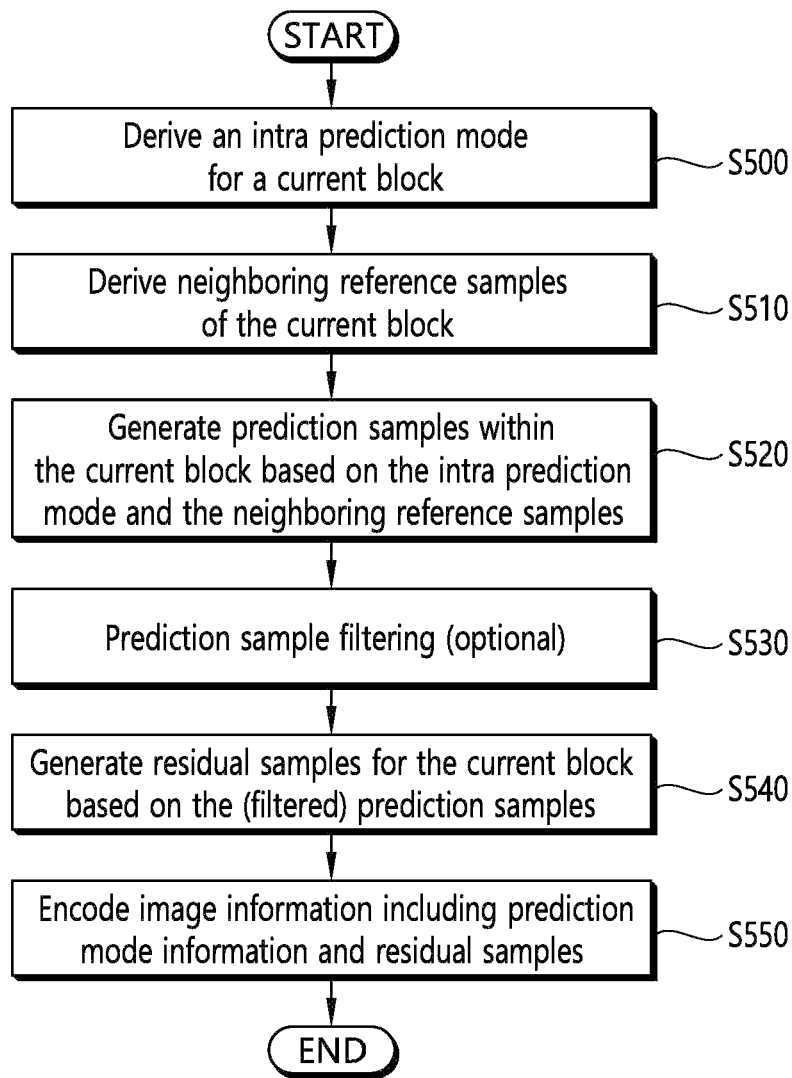 START
Derive an intra prediction mode
for a current block
S500
Derive neighboring reference samples
of the current block
S510
Generate prediction samples within
the current block based on the intra prediction
mode and the neighboring reference samples
S520
Prediction sample filtering (optional)
S530
Generate residual samples for the current block
based on the (filtered) prediction samples
S540
Encode image information including prediction
mode information and residual samples
S550
END